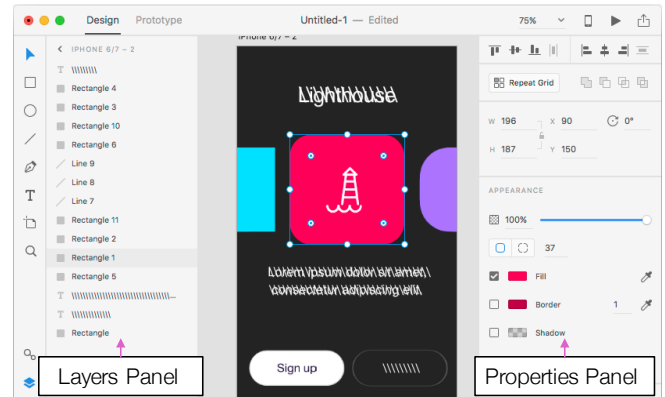 Design Prototype Untitled-1 — Edited 75%
IPHONE 6/7 – 2
iPhone 6/7 – 2
T \\\\\\\\\
Rectangle 4
Rectangle 3
Rectangle 10
Rectangle 6
Line 9
Line 8
Line 7
Rectangle 11
Rectangle 2
Rectangle 1
Rectangle 5
T \\\\\\\\\\\\\\\\\\\\\\\\\\\\\\\\\...
T \\\\\\\\\\\\\
Rectangle
Layers Panel
Lighthouse
Lorem ipsum dolor sit amet,
consectetur adipiscing elit.
Sign up \\\\\\\\\
Repeat Grid
W 196 X 90 0°
H 187 Y 150
APPEARANCE
100%
37
Fill
Border 1
Shadow
Properties Panel